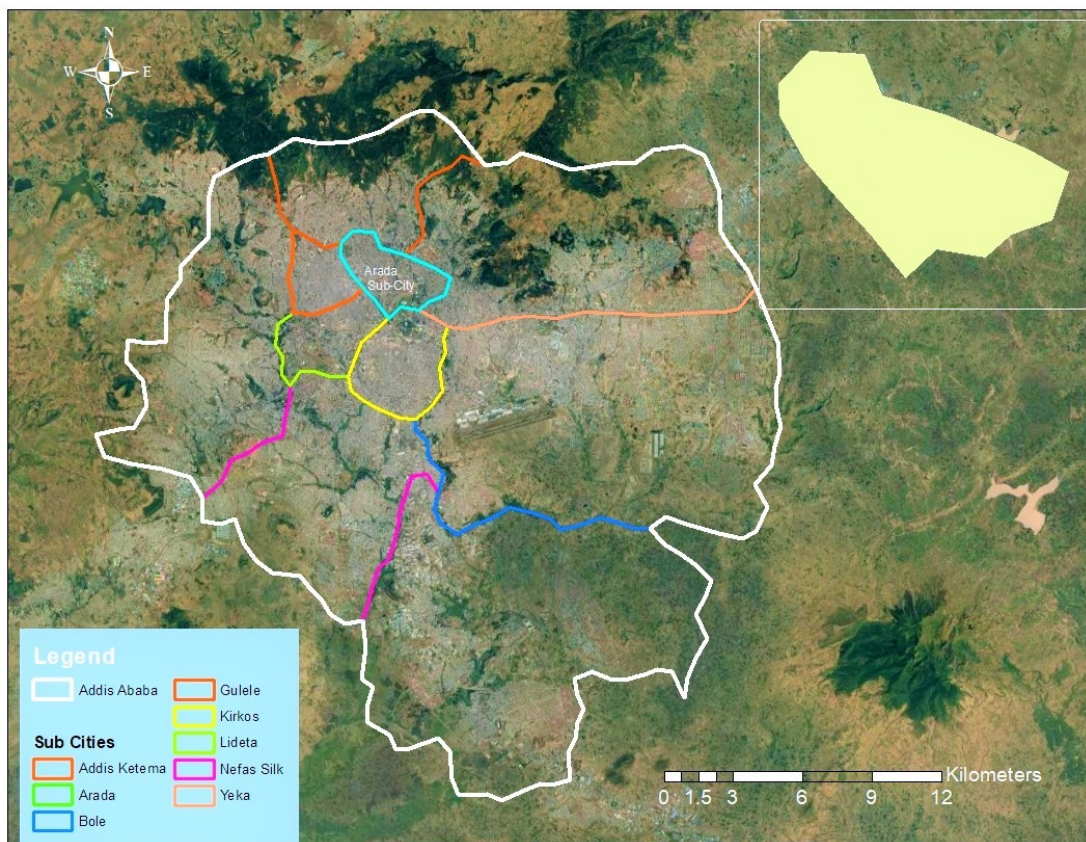 N
W E
S
Arada
Sub-City
Legend
Addis Ababa
Sub Cities
Addis Ketema
Arada
Bole
Gulele
Kirkos
Lideta
Nefas Silk
Yeka
Kilometers
0 1.5 3 6 9 12